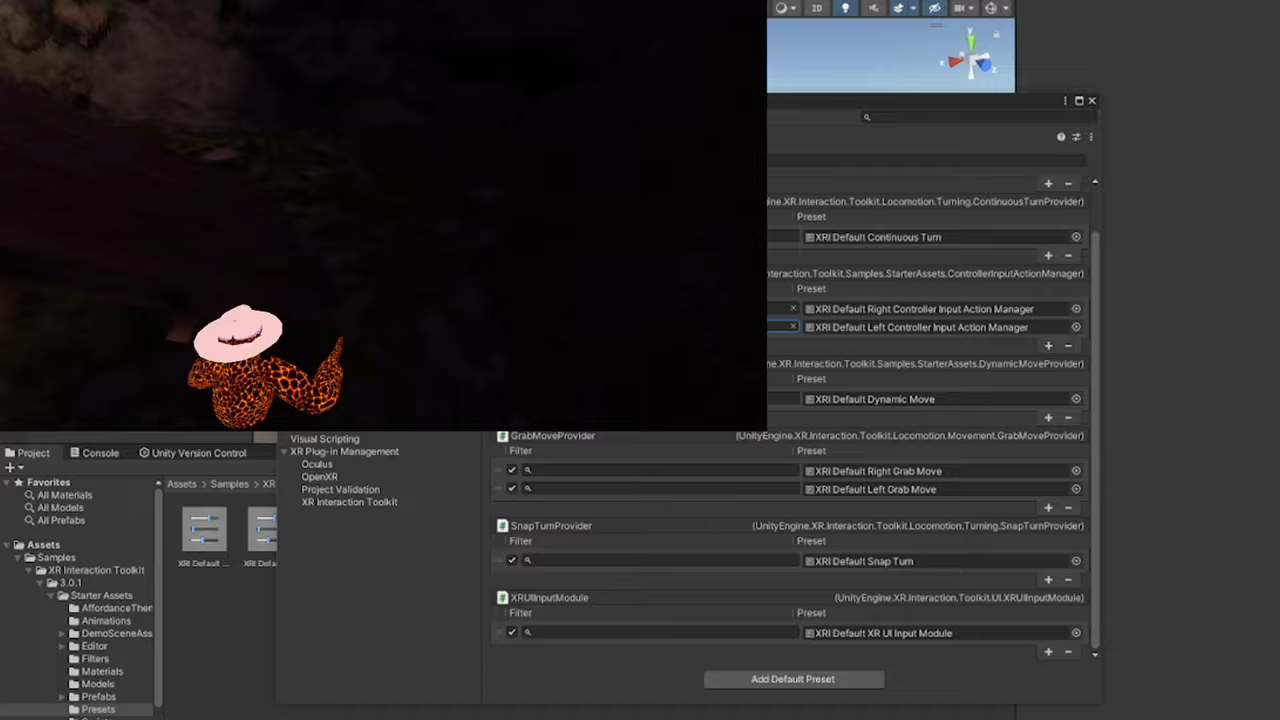 2D
y
x
z
ine.XR.Interaction.Toolkit.Locomotion.Turning.ContinuousTurnProvider)
Preset
XRI Default Continuous Turn
nteraction.Toolkit.Samples.StarterAssets.ControllerInputActionManager)
Preset
XRI Default Right Controller Input Action Manager
XRI Default Left Controller Input Action Manager
ine.XR.Interaction.Toolkit.Samples.StarterAssets.DynamicMoveProvider)
Preset
XRI Default Dynamic Move
GrabMoveProvider (UnityEngine.XR.Interaction.Toolkit.Locomotion.Movement.GrabMoveProvider)
Filter Preset
XRI Default Right Grab Move
XRI Default Left Grab Move
SnapTurnProvider (UnityEngine.XR.Interaction.Toolkit.Locomotion.Turning.SnapTurnProvider)
Filter Preset
XRI Default Snap Turn
XRUIInputModule (UnityEngine.XR.Interaction.Toolkit.UI.XRUIInputModule)
Filter Preset
XRI Default XR UI Input Module
Add Default Preset
Visual Scripting
XR Plug-in Management
Oculus
OpenXR
Project Validation
XR Interaction Toolkit
Project Console Unity Version Control
Favorites
All Materials
All Models
All Prefabs
Assets > Samples > XR
XRI Default ... XRI Defa
Assets
Samples
XR Interaction Toolkit
3.0.1
Starter Assets
AffordanceTher
Animations
DemoSceneAss
Editor
Filters
Materials
Models
Prefabs
Presets